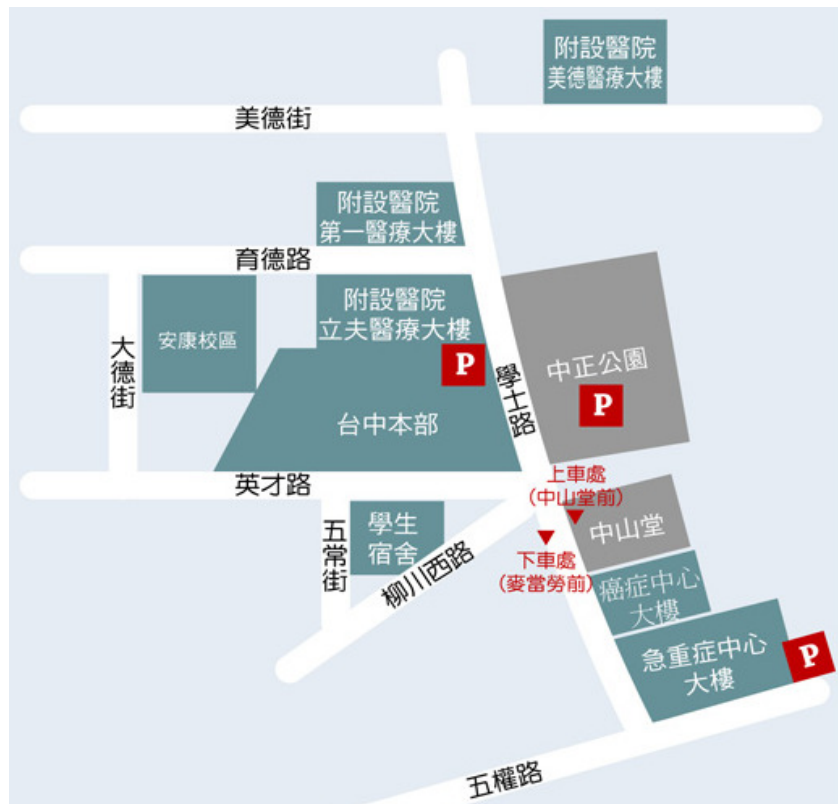 附設醫院
美德醫療大樓
美德街
附設醫院
第一醫療大樓
育德路
附設醫院
立夫醫療大樓
P
安康校區
大德街
台中本部
學士路
中正公園
P
英才路
上車處
(中山堂前)
中山堂
學生
宿舍
五常街
柳川西路
下車處
(麥當勞前)
癌症中心
大樓
急重症中心
大樓
P
五權路